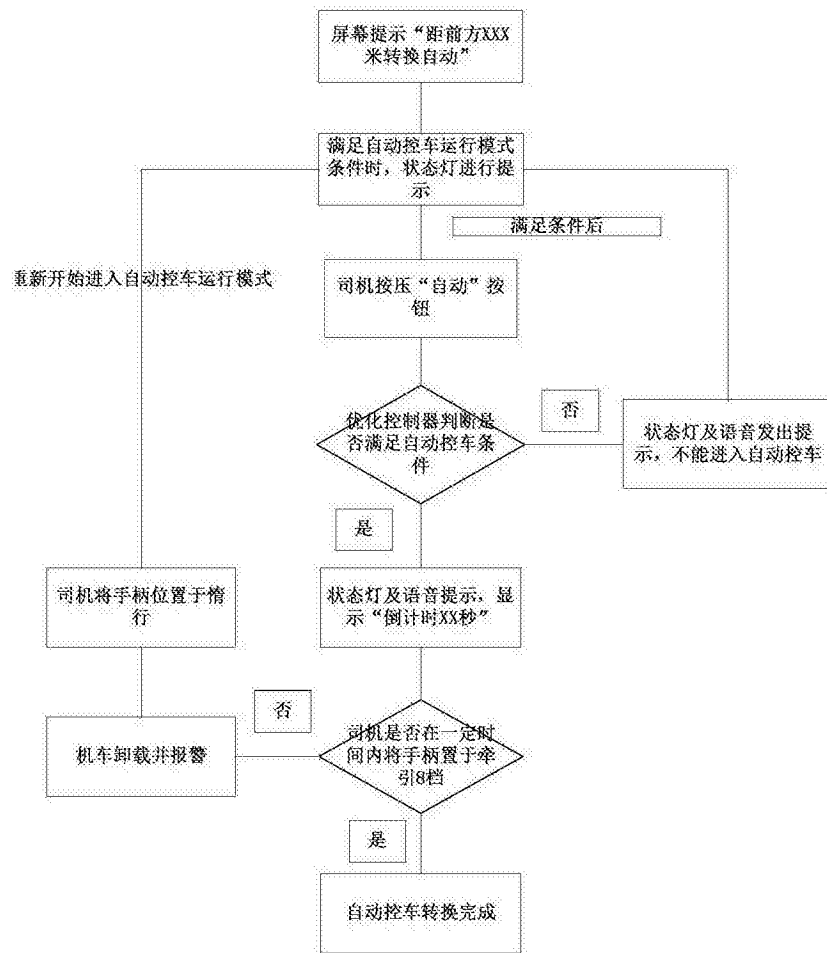 屏幕提示“距前方XXX
米转换自动”
满足自动控车运行模式
条件时，状态灯进行提
示
满足条件后
重新开始进入自动控车运行模式
司机按压“自动”按
钮
优化控制器判断是
否满足自动控车条
件
否
状态灯及语音发出提
示，不能进入自动控车
是
司机将手柄位置于惰
行
状态灯及语音提示，显
示“倒计时XX秒”
否
机车卸载并报警
司机是否在一定时
间内将手柄置于牵
引8档
是
自动控车转换完成